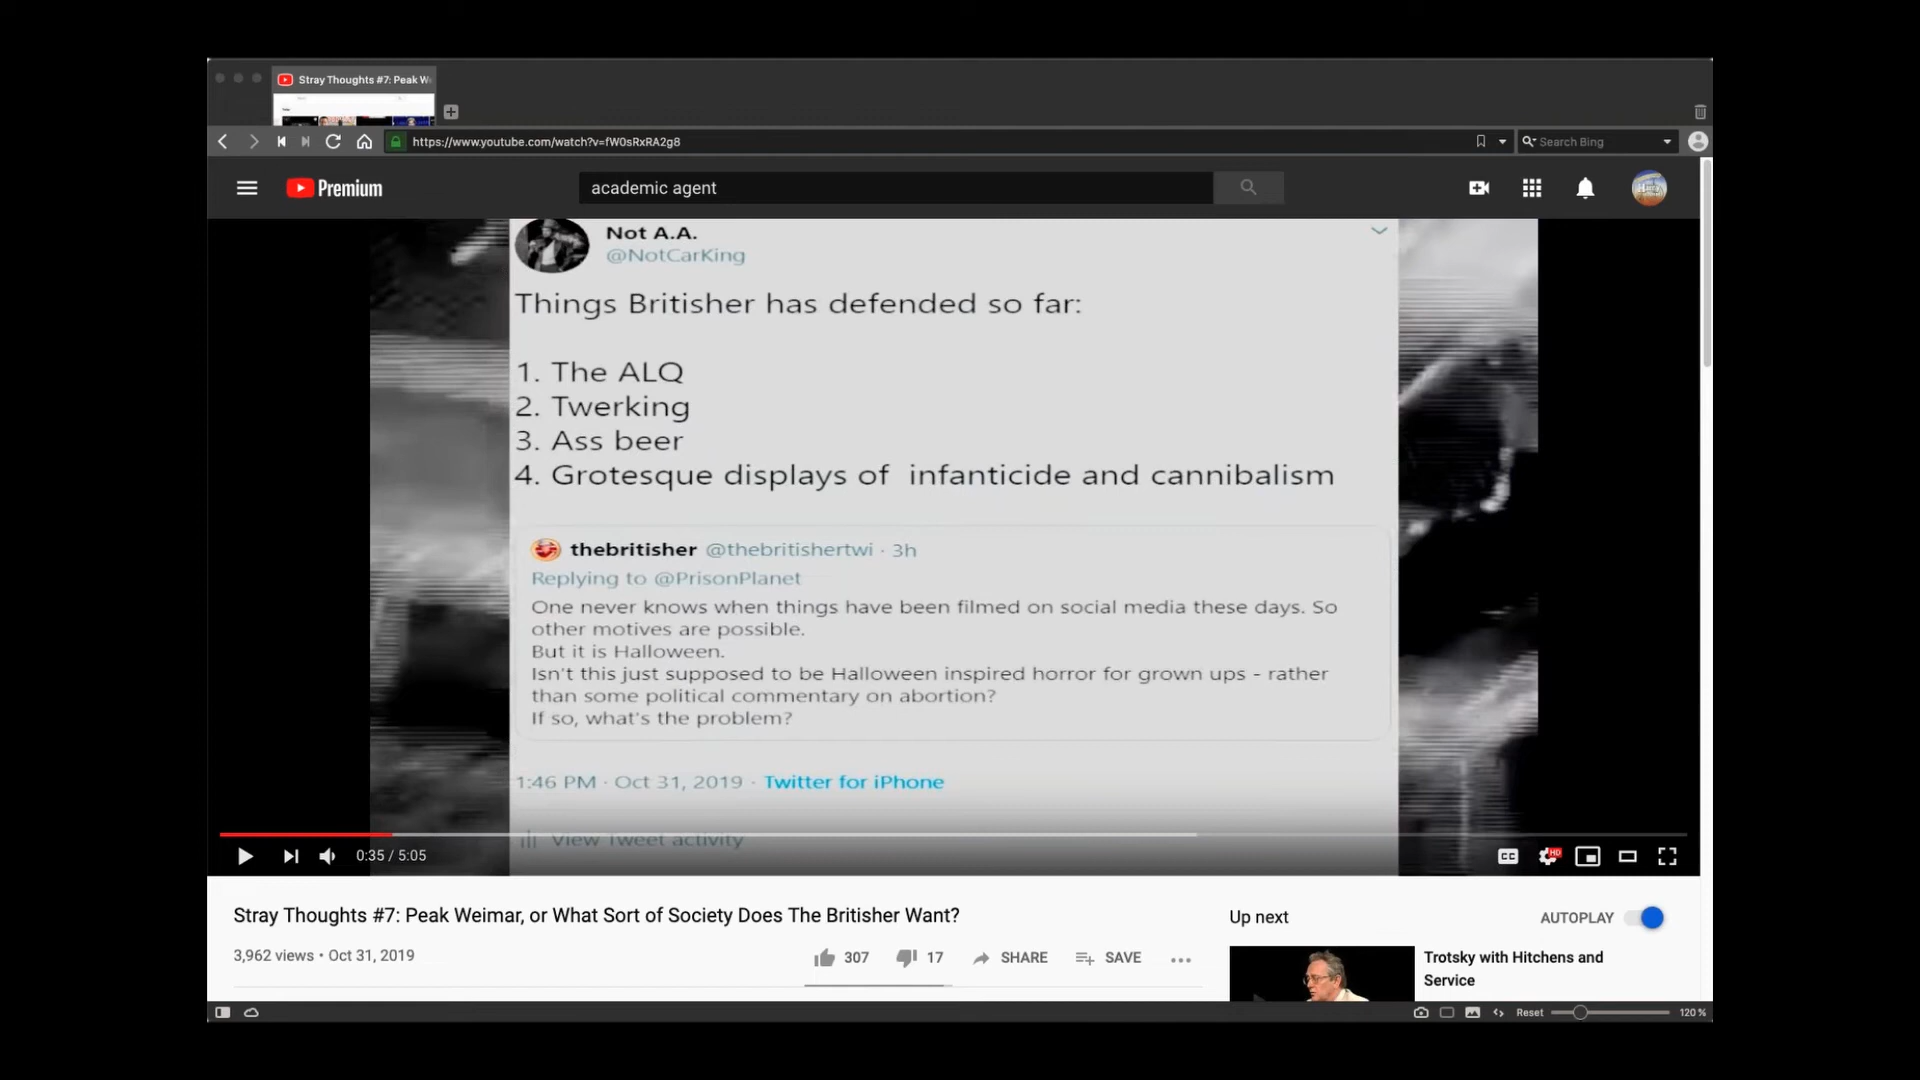 Stray Thoughts #7: Peak W
https://www.youtube.com/watch?v=fW0sRxRA2g8
Search Bing
Premium
academic agent
Not A.A.
@NotCarKing
Things Britisher has defended so far:
1. The ALQ
2. Twerking
3. Ass beer
4. Grotesque displays of infanticide and cannibalism
thebritisher @thebritishertwi · 3h
Replying to @PrisonPlanet
One never knows when things have been filmed on social media these days. So
other motives are possible.
But it is Halloween.
Isn't this just supposed to be Halloween inspired horror for grown ups - rather
than some political commentary on abortion?
If so, what's the problem?
1:46 PM · Oct 31, 2019 · Twitter for iPhone
View Tweet activity
0:35 / 5:05
CC
HD
Stray Thoughts #7: Peak Weimar, or What Sort of Society Does The Britisher Want?
3,962 views • Oct 31, 2019
307
17
SHARE
SAVE
Up next
AUTOPLAY
Trotsky with Hitchens and
Service
Reset
120 %